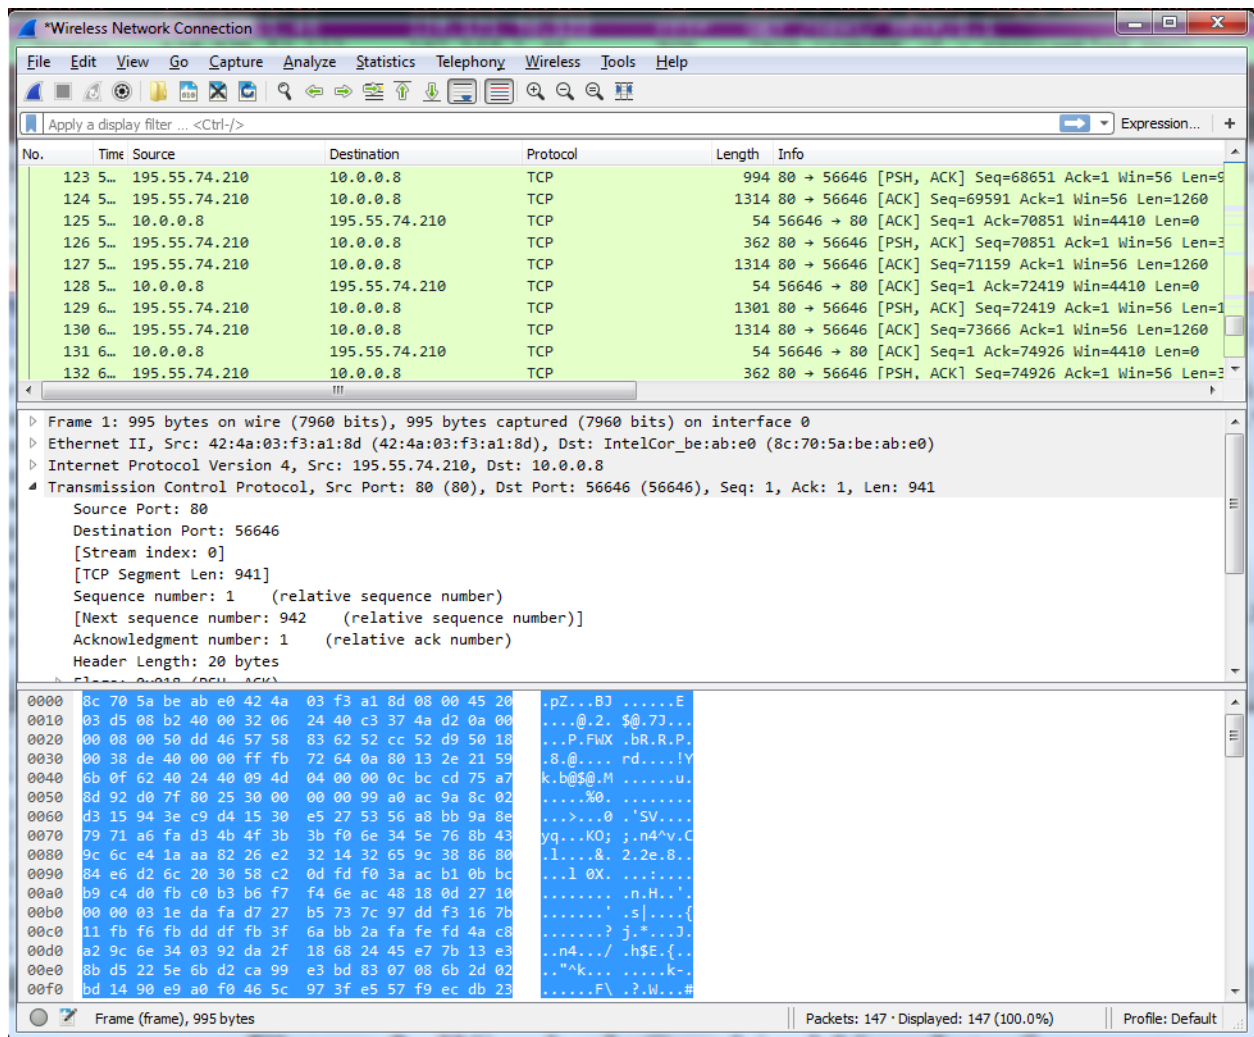 *Wireless Network Connection
File Edit View Go Capture Analyze Statistics Telephony Wireless Tools Help
Apply a display filter ... <Ctrl-/> Expression... +
No. Time Source Destination Protocol Length Info
123 5... 195.55.74.210 10.0.0.8 TCP 994 80 → 56646 [PSH, ACK] Seq=68651 Ack=1 Win=56 Len=9
124 5... 195.55.74.210 10.0.0.8 TCP 1314 80 → 56646 [ACK] Seq=69591 Ack=1 Win=56 Len=1260
125 5... 10.0.0.8 195.55.74.210 TCP 54 56646 → 80 [ACK] Seq=1 Ack=70851 Win=4410 Len=0
126 5... 195.55.74.210 10.0.0.8 TCP 362 80 → 56646 [PSH, ACK] Seq=70851 Ack=1 Win=56 Len=3
127 5... 195.55.74.210 10.0.0.8 TCP 1314 80 → 56646 [ACK] Seq=71159 Ack=1 Win=56 Len=1260
128 5... 10.0.0.8 195.55.74.210 TCP 54 56646 → 80 [ACK] Seq=1 Ack=72419 Win=4410 Len=0
129 6... 195.55.74.210 10.0.0.8 TCP 1301 80 → 56646 [PSH, ACK] Seq=72419 Ack=1 Win=56 Len=1
130 6... 195.55.74.210 10.0.0.8 TCP 1314 80 → 56646 [ACK] Seq=73666 Ack=1 Win=56 Len=1260
131 6... 10.0.0.8 195.55.74.210 TCP 54 56646 → 80 [ACK] Seq=1 Ack=74926 Win=4410 Len=0
132 6... 195.55.74.210 10.0.0.8 TCP 362 80 → 56646 [PSH, ACK] Seq=74926 Ack=1 Win=56 Len=3
Frame 1: 995 bytes on wire (7960 bits), 995 bytes captured (7960 bits) on interface 0
Ethernet II, Src: 42:4a:03:f3:a1:8d (42:4a:03:f3:a1:8d), Dst: IntelCor_be:ab:e0 (8c:70:5a:be:ab:e0)
Internet Protocol Version 4, Src: 195.55.74.210, Dst: 10.0.0.8
Transmission Control Protocol, Src Port: 80 (80), Dst Port: 56646 (56646), Seq: 1, Ack: 1, Len: 941
Source Port: 80
Destination Port: 56646
[Stream index: 0]
[TCP Segment Len: 941]
Sequence number: 1 (relative sequence number)
[Next sequence number: 942 (relative sequence number)]
Acknowledgment number: 1 (relative ack number)
Header Length: 20 bytes
Flags: 0x018 (PSH, ACK)
0000 8c 70 5a be ab e0 42 4a 03 f3 a1 8d 08 00 45 20 .pZ...BJ ......E
0010 03 d5 08 b2 40 00 32 06 24 40 c3 37 4a d2 0a 00 ....@.2. $@.7J...
0020 00 08 00 50 dd 46 57 58 83 62 52 cc 52 d9 50 18 ...P.FWX .bR.R.P.
0030 00 38 de 40 00 00 ff fb 72 64 0a 80 13 2e 21 59 .8.@.... rd....!Y
0040 6b 0f 62 40 24 40 09 4d 04 00 00 0c bc cd 75 a7 k.b@$@.M ......u.
0050 8d 92 d0 7f 80 25 30 00 00 00 99 a0 ac 9a 8c 02 .....%0. ........
0060 d3 15 94 3e c9 d4 15 30 e5 27 53 56 a8 bb 9a 8e ...>...0 .'SV....
0070 79 71 a6 fa d3 4b 4f 3b 3b f0 6e 34 5e 76 8b 43 yq...KO; ;.n4^v.C
0080 9c 6c e4 1a aa 82 26 e2 32 14 32 65 9c 38 86 80 .l....&. 2.2e.8..
0090 84 e6 d2 6c 20 30 58 c2 0d fd f0 3a ac b1 0b bc ...l 0X. ...:....
00a0 b9 c4 d0 fb c0 b3 b6 f7 f4 6e ac 48 18 0d 27 10 ........ .n.H..'.
00b0 00 00 03 1e da fa d7 27 b5 73 7c 97 dd f3 16 7b .......' .s|....{
00c0 11 fb f6 fb dd df fb 3f 6a bb 2a fa fe fd 4a c8 .......? j.*...J.
00d0 a2 9c 6e 34 03 92 da 2f 18 68 24 45 e7 7b 13 e3 ..n4.../ .h$E.{..
00e0 8b d5 22 5e 6b d2 ca 99 e3 bd 83 07 08 6b 2d 02 .."^k... .....k-.
00f0 bd 14 90 e9 a0 f0 46 5c 97 3f e5 57 f9 ec db 23 ......F\ .?.W...#
Frame (frame), 995 bytes Packets: 147 · Displayed: 147 (100.0%) Profile: Default